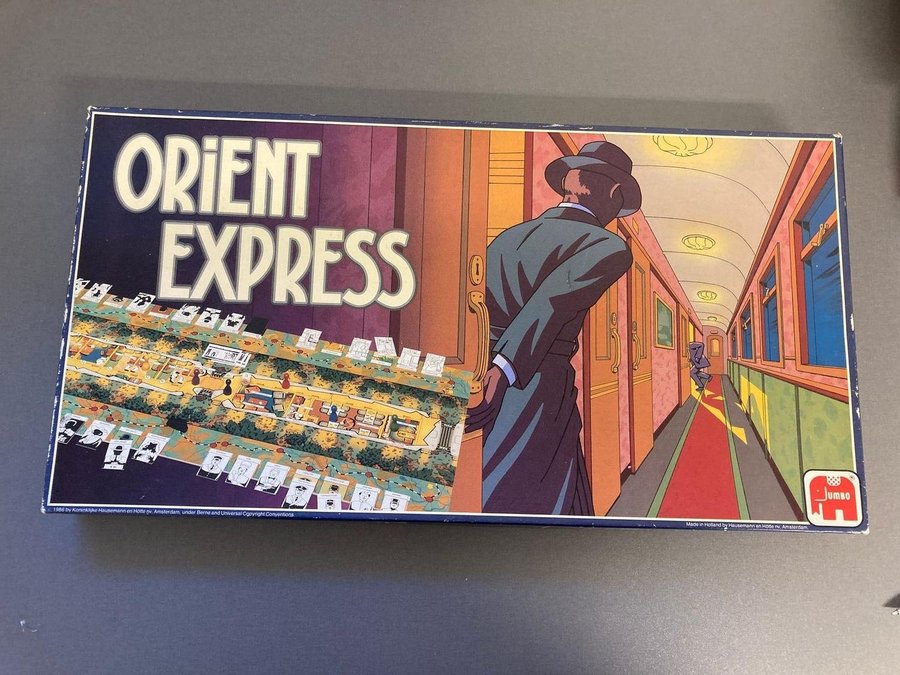 ORiENT
EXPRESS
JUMBO
1986 by Koninklijke Hausemann en Hötte nv, Amsterdam, under Berne and Universal Copyright Conventions.
Made in Holland by Hausemann en Hötte nv, Amsterdam.